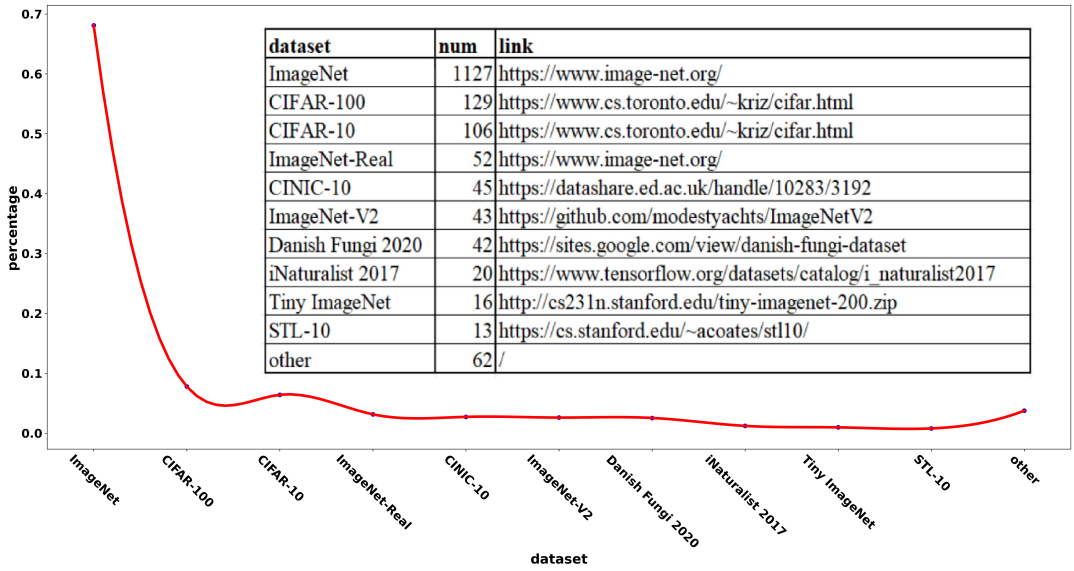 0.7
0.6
0.5
0.4
0.3
0.2
0.1
0.0
percentage
dataset num link
ImageNet 1127 https://www.image-net.org/
CIFAR-100 129 https://www.cs.toronto.edu/~kriz/cifar.html
CIFAR-10 106 https://www.cs.toronto.edu/~kriz/cifar.html
ImageNet-Real 52 https://www.image-net.org/
CINIC-10 45 https://datashare.ed.ac.uk/handle/10283/3192
ImageNet-V2 43 https://github.com/modestyachts/ImageNetV2
Danish Fungi 2020 42 https://sites.google.com/view/danish-fungi-dataset
iNaturalist 2017 20 https://www.tensorflow.org/datasets/catalog/i_naturalist2017
Tiny ImageNet 16 http://cs231n.stanford.edu/tiny-imagenet-200.zip
STL-10 13 https://cs.stanford.edu/~acoates/stl10/
other 62 /
ImageNet
CIFAR-100
CIFAR-10
ImageNet-Real
CINIC-10
ImageNet-V2
Danish Fungi 2020
iNaturalist 2017
Tiny ImageNet
STL-10
other
dataset